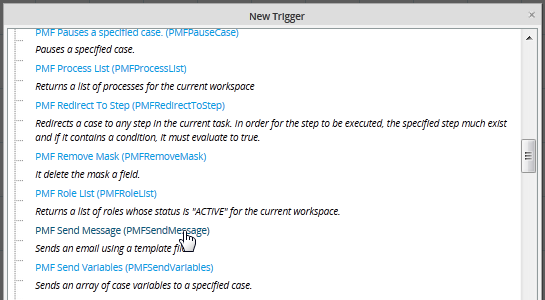 New Trigger
PMF Pauses a specified case. (PMFPauseCase)
Pauses a specified case.
PMF Process List (PMFProcessList)
Returns a list of processes for the current workspace
PMF Redirect To Step (PMFRedirectToStep)
Redirects a case to any step in the current task. In order for the step to be executed, the specified step much exist
and if it contains a condition, it must evaluate to true.
PMF Remove Mask (PMFRemoveMask)
It delete the mask a field.
PMF Role List (PMFRoleList)
Returns a list of roles whose status is "ACTIVE" for the current workspace.
PMF Send Message (PMFSendMessage)
Sends an email using a template
PMF Send Variables (PMFSendVariables)
Sends an array of case variables to a specified case.